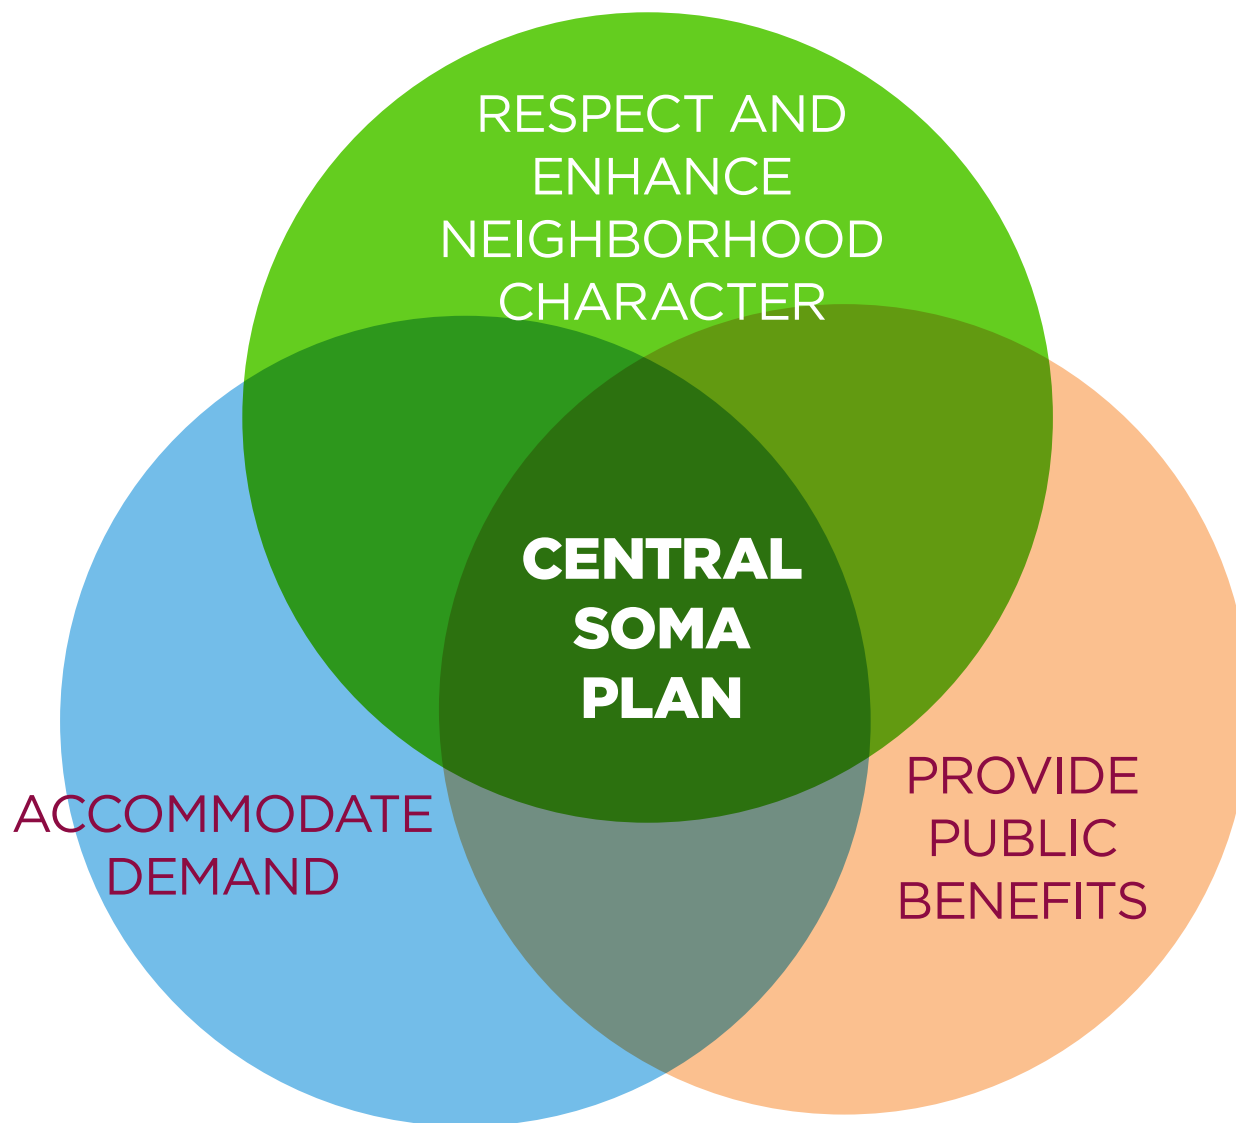 RESPECT AND
ENHANCE
NEIGHBORHOOD
CHARACTER
CENTRAL
SOMA
PLAN
ACCOMMODATE
DEMAND
PROVIDE
PUBLIC
BENEFITS